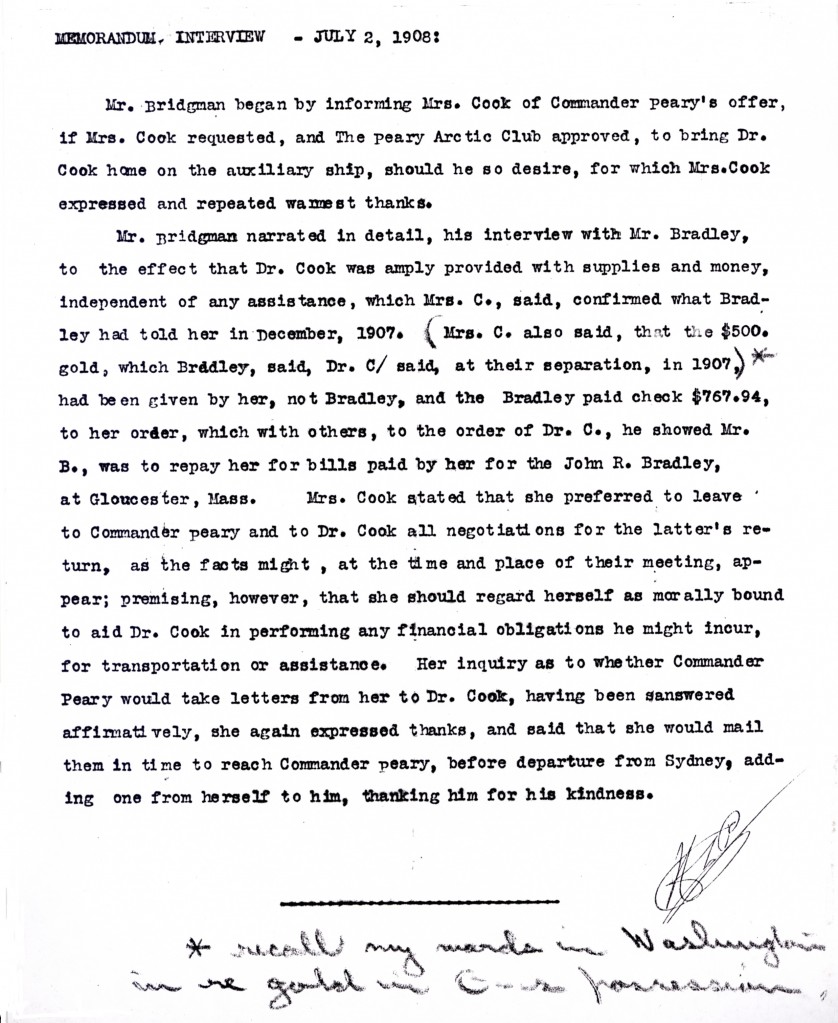 MEMORANDUM, INTERVIEW - JULY 2, 1908:
Mr. Bridgman began by informing Mrs. Cook of Commander peary's offer,
if Mrs. Cook requested, and The peary Arctic Club approved, to bring Dr.
Cook home on the auxiliary ship, should he so desire, for which Mrs.Cook
expressed and repeated warmest thanks.
Mr. Bridgman narrated in detail, his interview with Mr. Bradley,
to the effect that Dr. Cook was amply provided with supplies and money,
independent of any assistance, which Mrs. C., said, confirmed what Brad-
ley had told her in December, 1907. (Mrs. C. also said, that the $500.
gold, which Bradley, said, Dr. C/ said, at their separation, in 1907,)*
had been given by her, not Bradley, and the Bradley paid check $767.94,
to her order, which with others, to the order of Dr. C., he showed Mr.
B., was to repay her for bills paid by her for the John R. Bradley,
at Gloucester, Mass. Mrs. Cook stated that she preferred to leave
to Commander peary and to Dr. Cook all negotiations for the latter's re-
turn, as the facts might , at the time and place of their meeting, ap-
pear; premising, however, that she should regard herself as morally bound
to aid Dr. Cook in performing any financial obligations he might incur,
for transportation or assistance. Her inquiry as to whether Commander
Peary would take letters from her to Dr. Cook, having been sanswered
affirmatively, she again expressed thanks, and said that she would mail
them in time to reach Commander peary, before departure from Sydney, add-
ing one from herself to him, thanking him for his kindness.
* recall my words in Washington
in re gold in C--s possession.